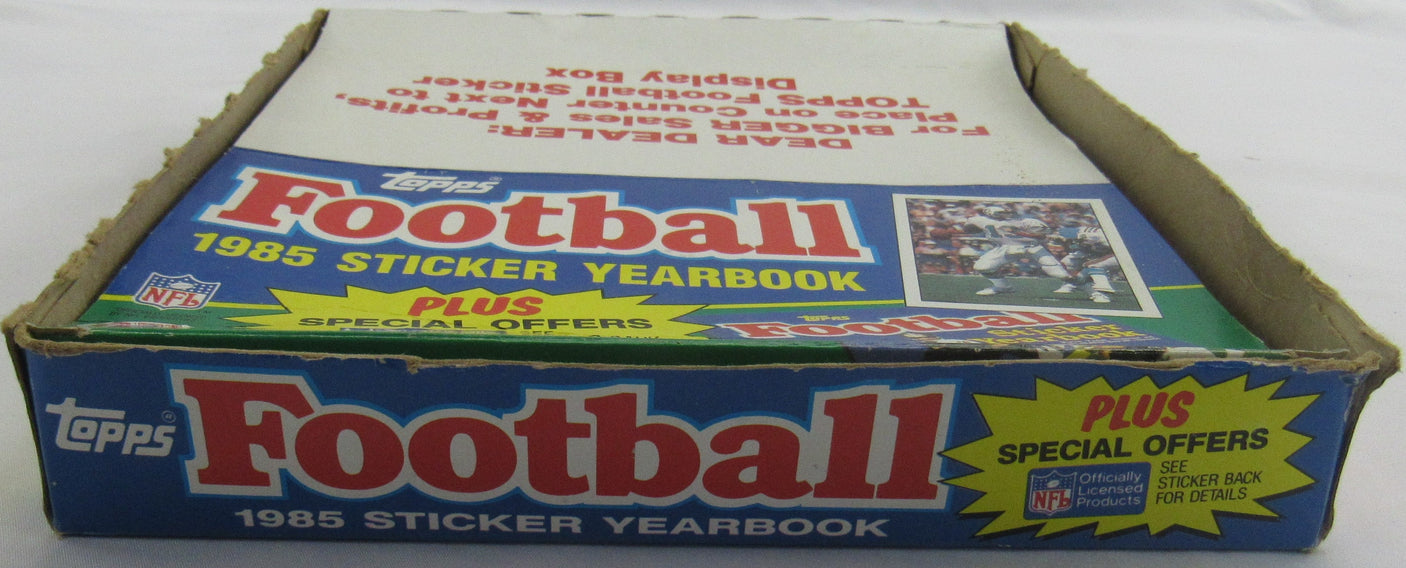 DEAR DEALER:
For BIGGER Sales & Profits,
Place on Counter Next to
TOPPS Football Sticker
Display Box
TOPPS®
Football
1985 STICKER YEARBOOK
NFL
PLUS
SPECIAL OFFERS
TOPPS
Football
Sticker
Yearbook
TOPPS®
Football
1985 STICKER YEARBOOK
PLUS
SPECIAL OFFERS
NFL
Officially
Licensed
Products
SEE
STICKER BACK
FOR DETAILS